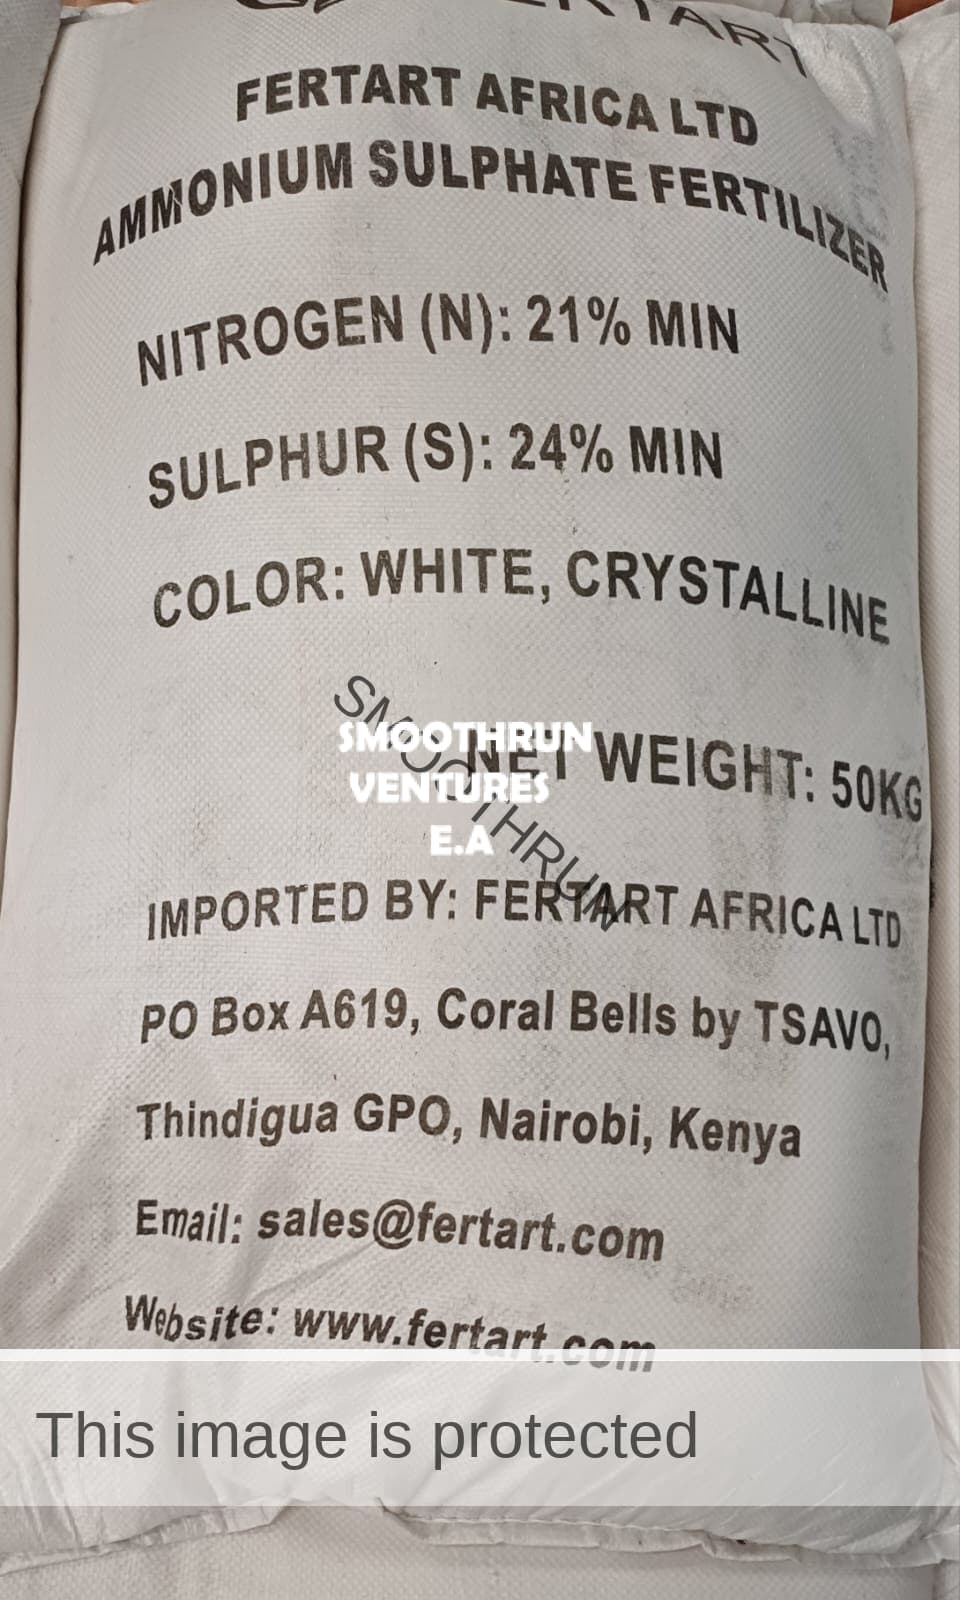 FERTART
FERTART AFRICA LTD
AMMONIUM SULPHATE FERTILIZER
NITROGEN (N): 21% MIN
SULPHUR (S): 24% MIN
COLOR: WHITE, CRYSTALLINE
NET WEIGHT: 50KG
SMOOTHRUN
SMOOTHRUN
VENTURES
E.A
IMPORTED BY: FERTART AFRICA LTD
PO Box A619, Coral Bells by TSAVO,
Thindigua GPO, Nairobi, Kenya
Email: sales@fertart.com
Website: www.fertart.com
This image is protected